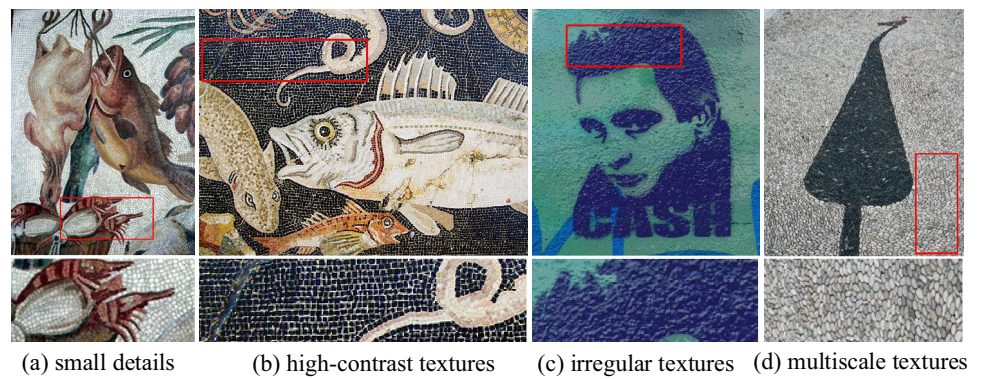 CASH
(a) small details
(b) high-contrast textures
(c) irregular textures
(d) multiscale textures